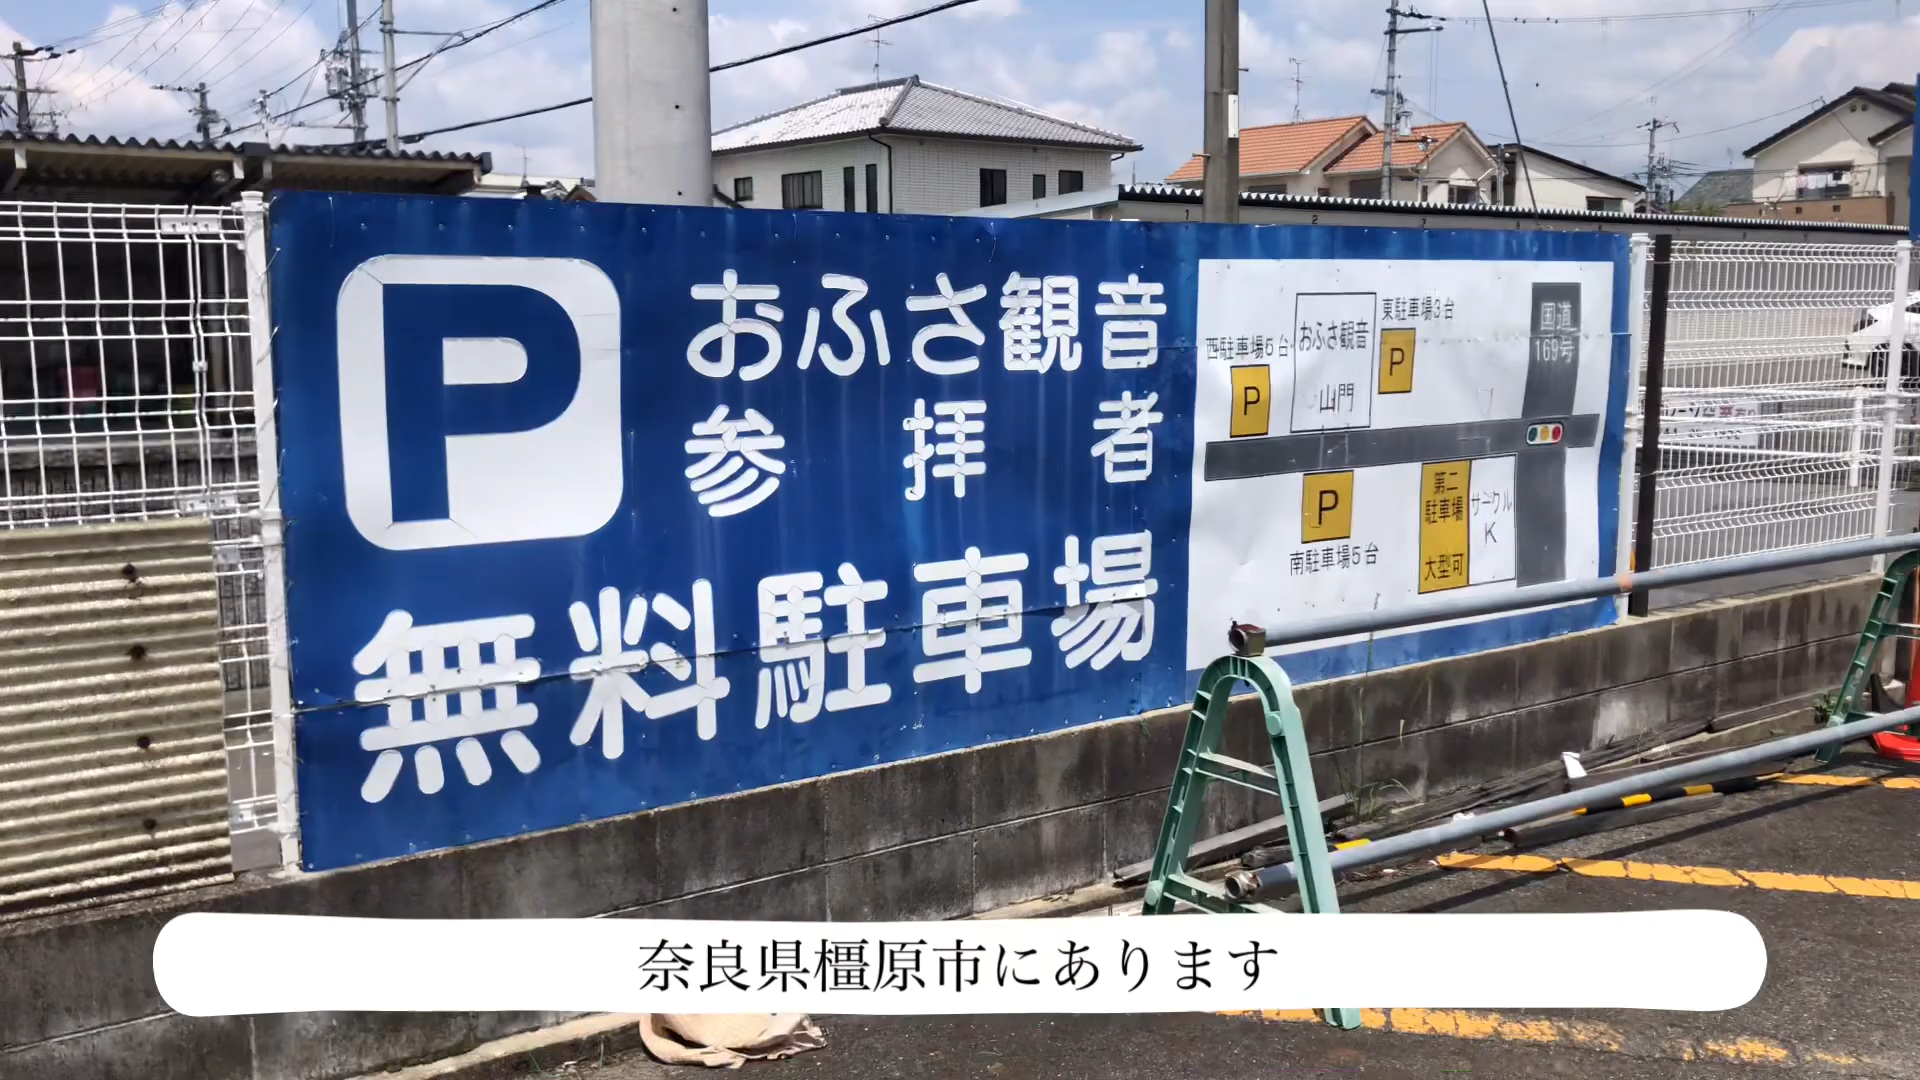 P
おふさ観音
参拝者
無料駐車場
東駐車場3台
西駐車場5台
おふさ観音
山門
P
P
国道
169号
P
南駐車場5台
第二
駐車場
大型可
サークル
K
奈良県橿原市にあります